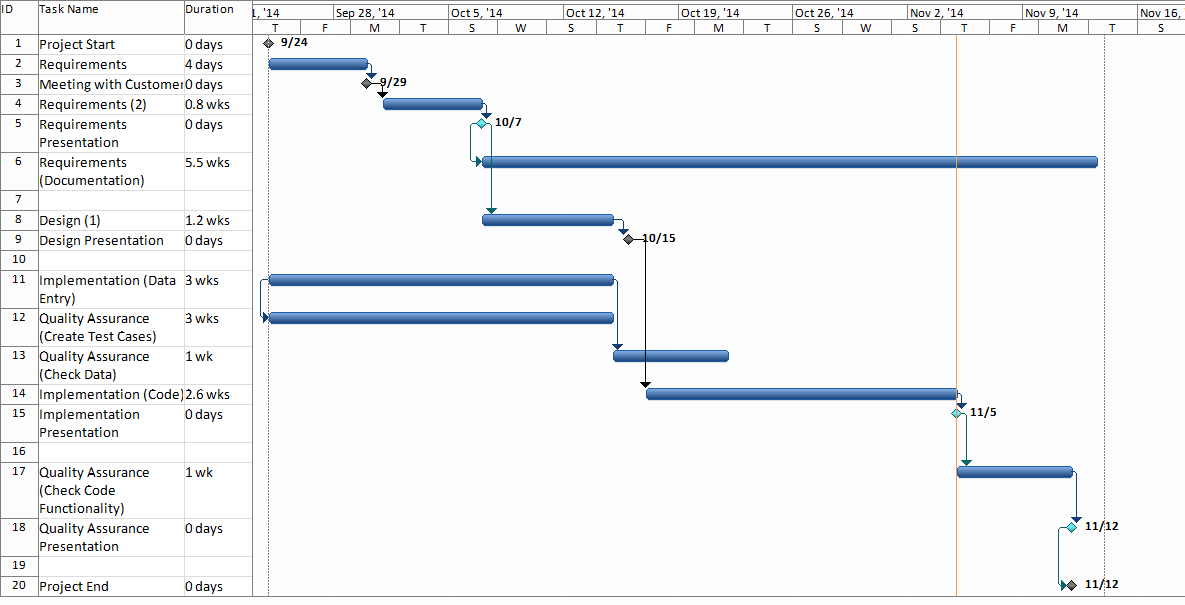 ID Task Name Duration 1, '14 Sep 28, '14 Oct 5, '14 Oct 12, '14 Oct 19, '14 Oct 26, '14 Nov 2, '14 Nov 9, '14 Nov 16,
T F M T W S T F M T S W S T F M T S
1 Project Start 0 days 9/24
2 Requirements 4 days
3 Meeting with Customer 0 days 9/29
4 Requirements (2) 0.8 wks
5 Requirements 0 days 10/7
Presentation
6 Requirements 5.5 wks
(Documentation)
7
8 Design (1) 1.2 wks
9 Design Presentation 0 days 10/15
10
11 Implementation (Data 3 wks
Entry)
12 Quality Assurance 3 wks
(Create Test Cases)
13 Quality Assurance 1 wk
(Check Data)
14 Implementation (Code) 2.6 wks
15 Implementation 0 days 11/5
Presentation
16
17 Quality Assurance 1 wk
(Check Code
Functionality)
18 Quality Assurance 0 days 11/12
Presentation
19
20 Project End 0 days 11/12